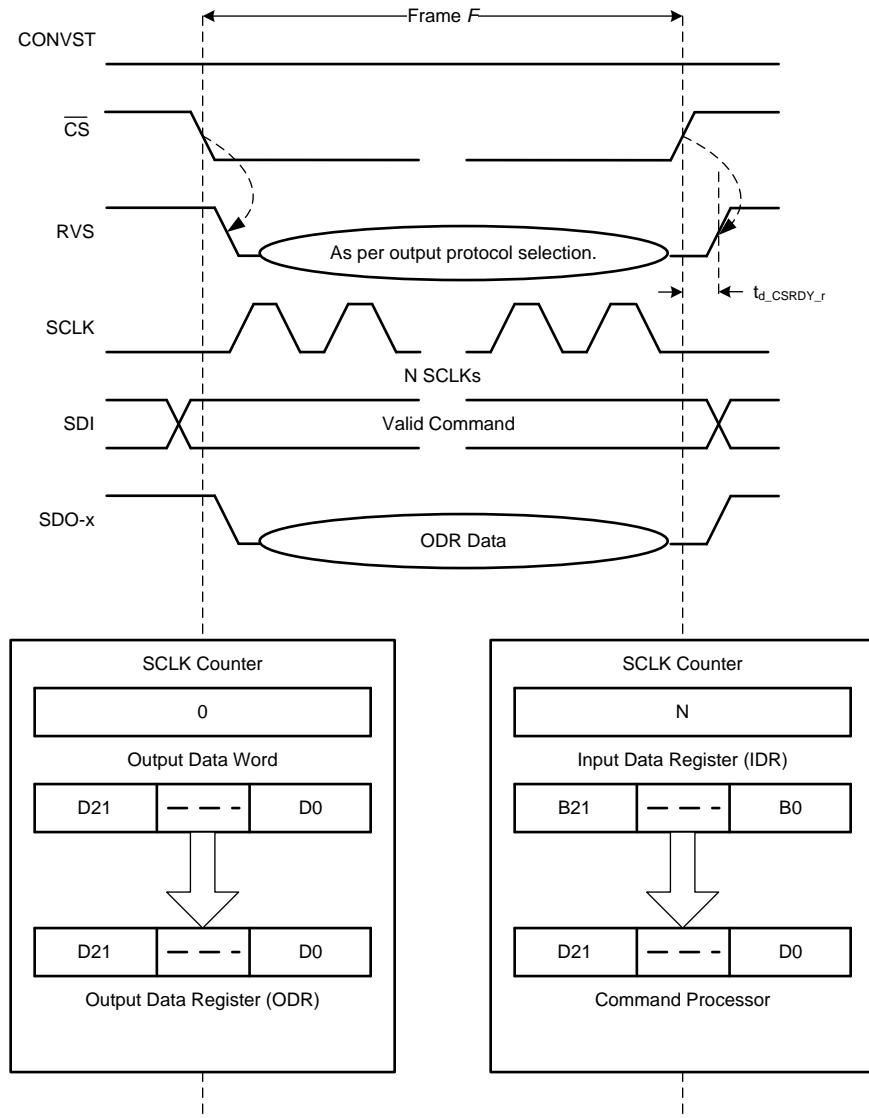 Frame F
CONVST
CS
RVS
As per output protocol selection.
td_CSRDY_r
SCLK
N SCLKs
SDI
Valid Command
SDO-x
ODR Data
SCLK Counter
0
Output Data Word
D21
D0
D21
D0
Output Data Register (ODR)
SCLK Counter
N
Input Data Register (IDR)
B21
B0
D21
D0
Command Processor